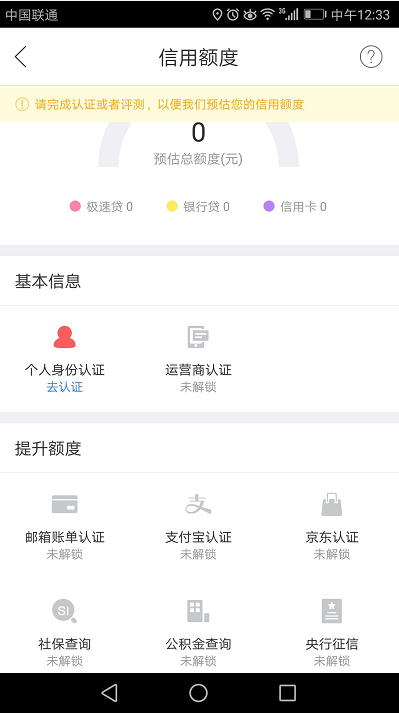 中国联通 3G 中午12:33
信用额度 ?
请完成认证或者评测，以便我们预估您的信用额度
0
预估总额度(元)
极速贷 0 银行贷 0 信用卡 0
基本信息
个人身份认证 运营商认证
去认证 未解锁
提升额度
支
邮箱账单认证 支付宝认证 京东认证
未解锁 未解锁 未解锁
SI
社保查询 公积金查询 央行征信
未解锁 未解锁 未解锁